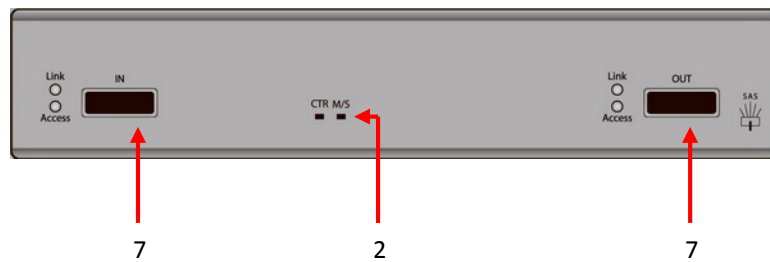 Link
IN
Access
CTR M/S
Link
OUT
Access
SAS
7
2
7